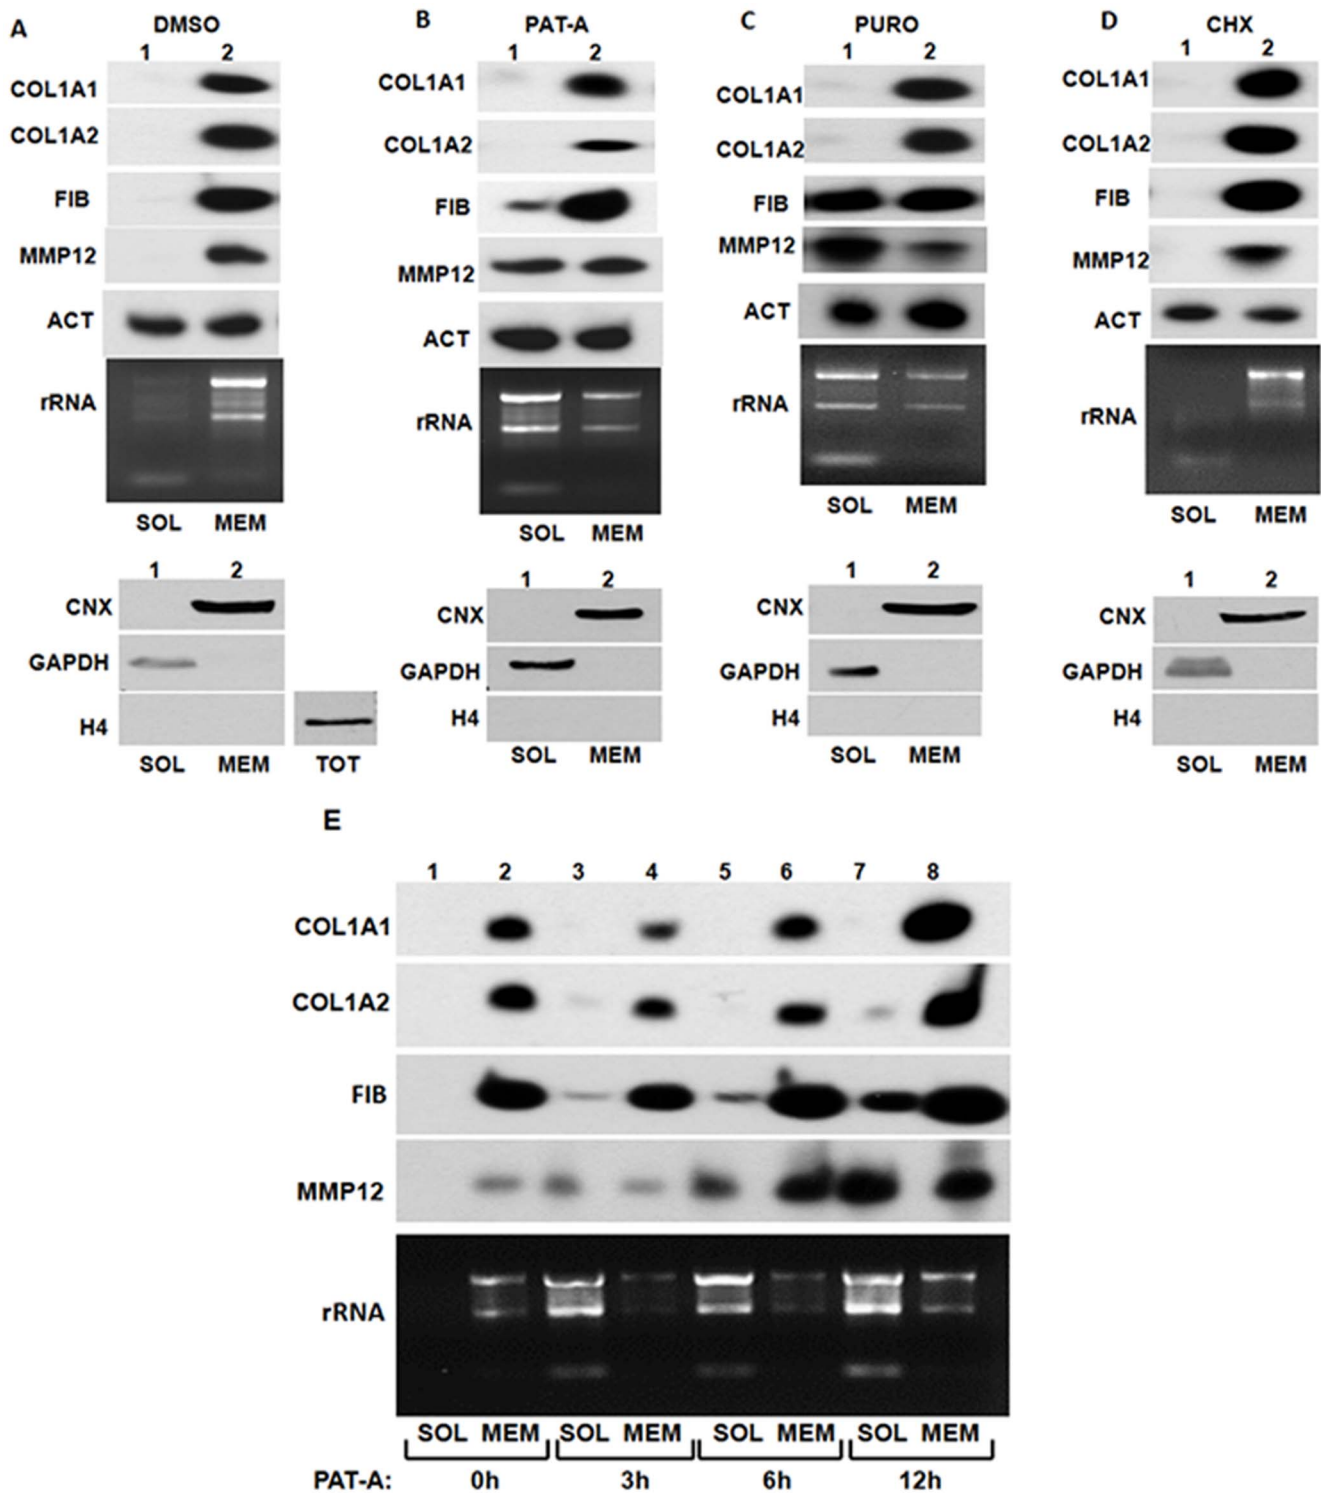 A DMSO
1 2
COL1A1
COL1A2
FIB
MMP12
ACT
rRNA
SOL MEM
1 2
CNX
GAPDH
H4
SOL MEM TOT
B PAT-A
1 2
COL1A1
COL1A2
FIB
MMP12
ACT
rRNA
SOL MEM
1 2
CNX
GAPDH
H4
SOL MEM
C PURO
1 2
COL1A1
COL1A2
FIB
MMP12
ACT
rRNA
SOL MEM
1 2
CNX
GAPDH
H4
SOL MEM
D CHX
1 2
COL1A1
COL1A2
FIB
MMP12
ACT
rRNA
SOL MEM
1 2
CNX
GAPDH
H4
SOL MEM
E
1 2 3 4 5 6 7 8
COL1A1
COL1A2
FIB
MMP12
rRNA
SOL MEM SOL MEM SOL MEM SOL MEM
PAT-A: 0h 3h 6h 12h